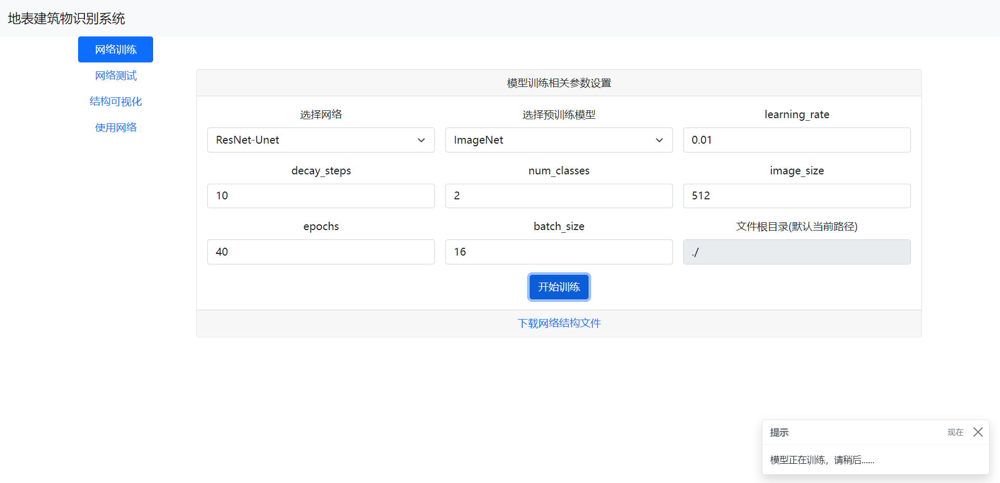 地表建筑物识别系统
网络训练
网络测试
结构可视化
使用网络
模型训练相关参数设置
选择网络
选择预训练模型
learning_rate
ResNet-Unet
ImageNet
0.01
decay_steps
num_classes
image_size
10
2
512
epochs
batch_size
文件根目录(默认当前路径)
40
16
./
开始训练
下载网络结构文件
提示
现在
模型正在训练，请稍后......